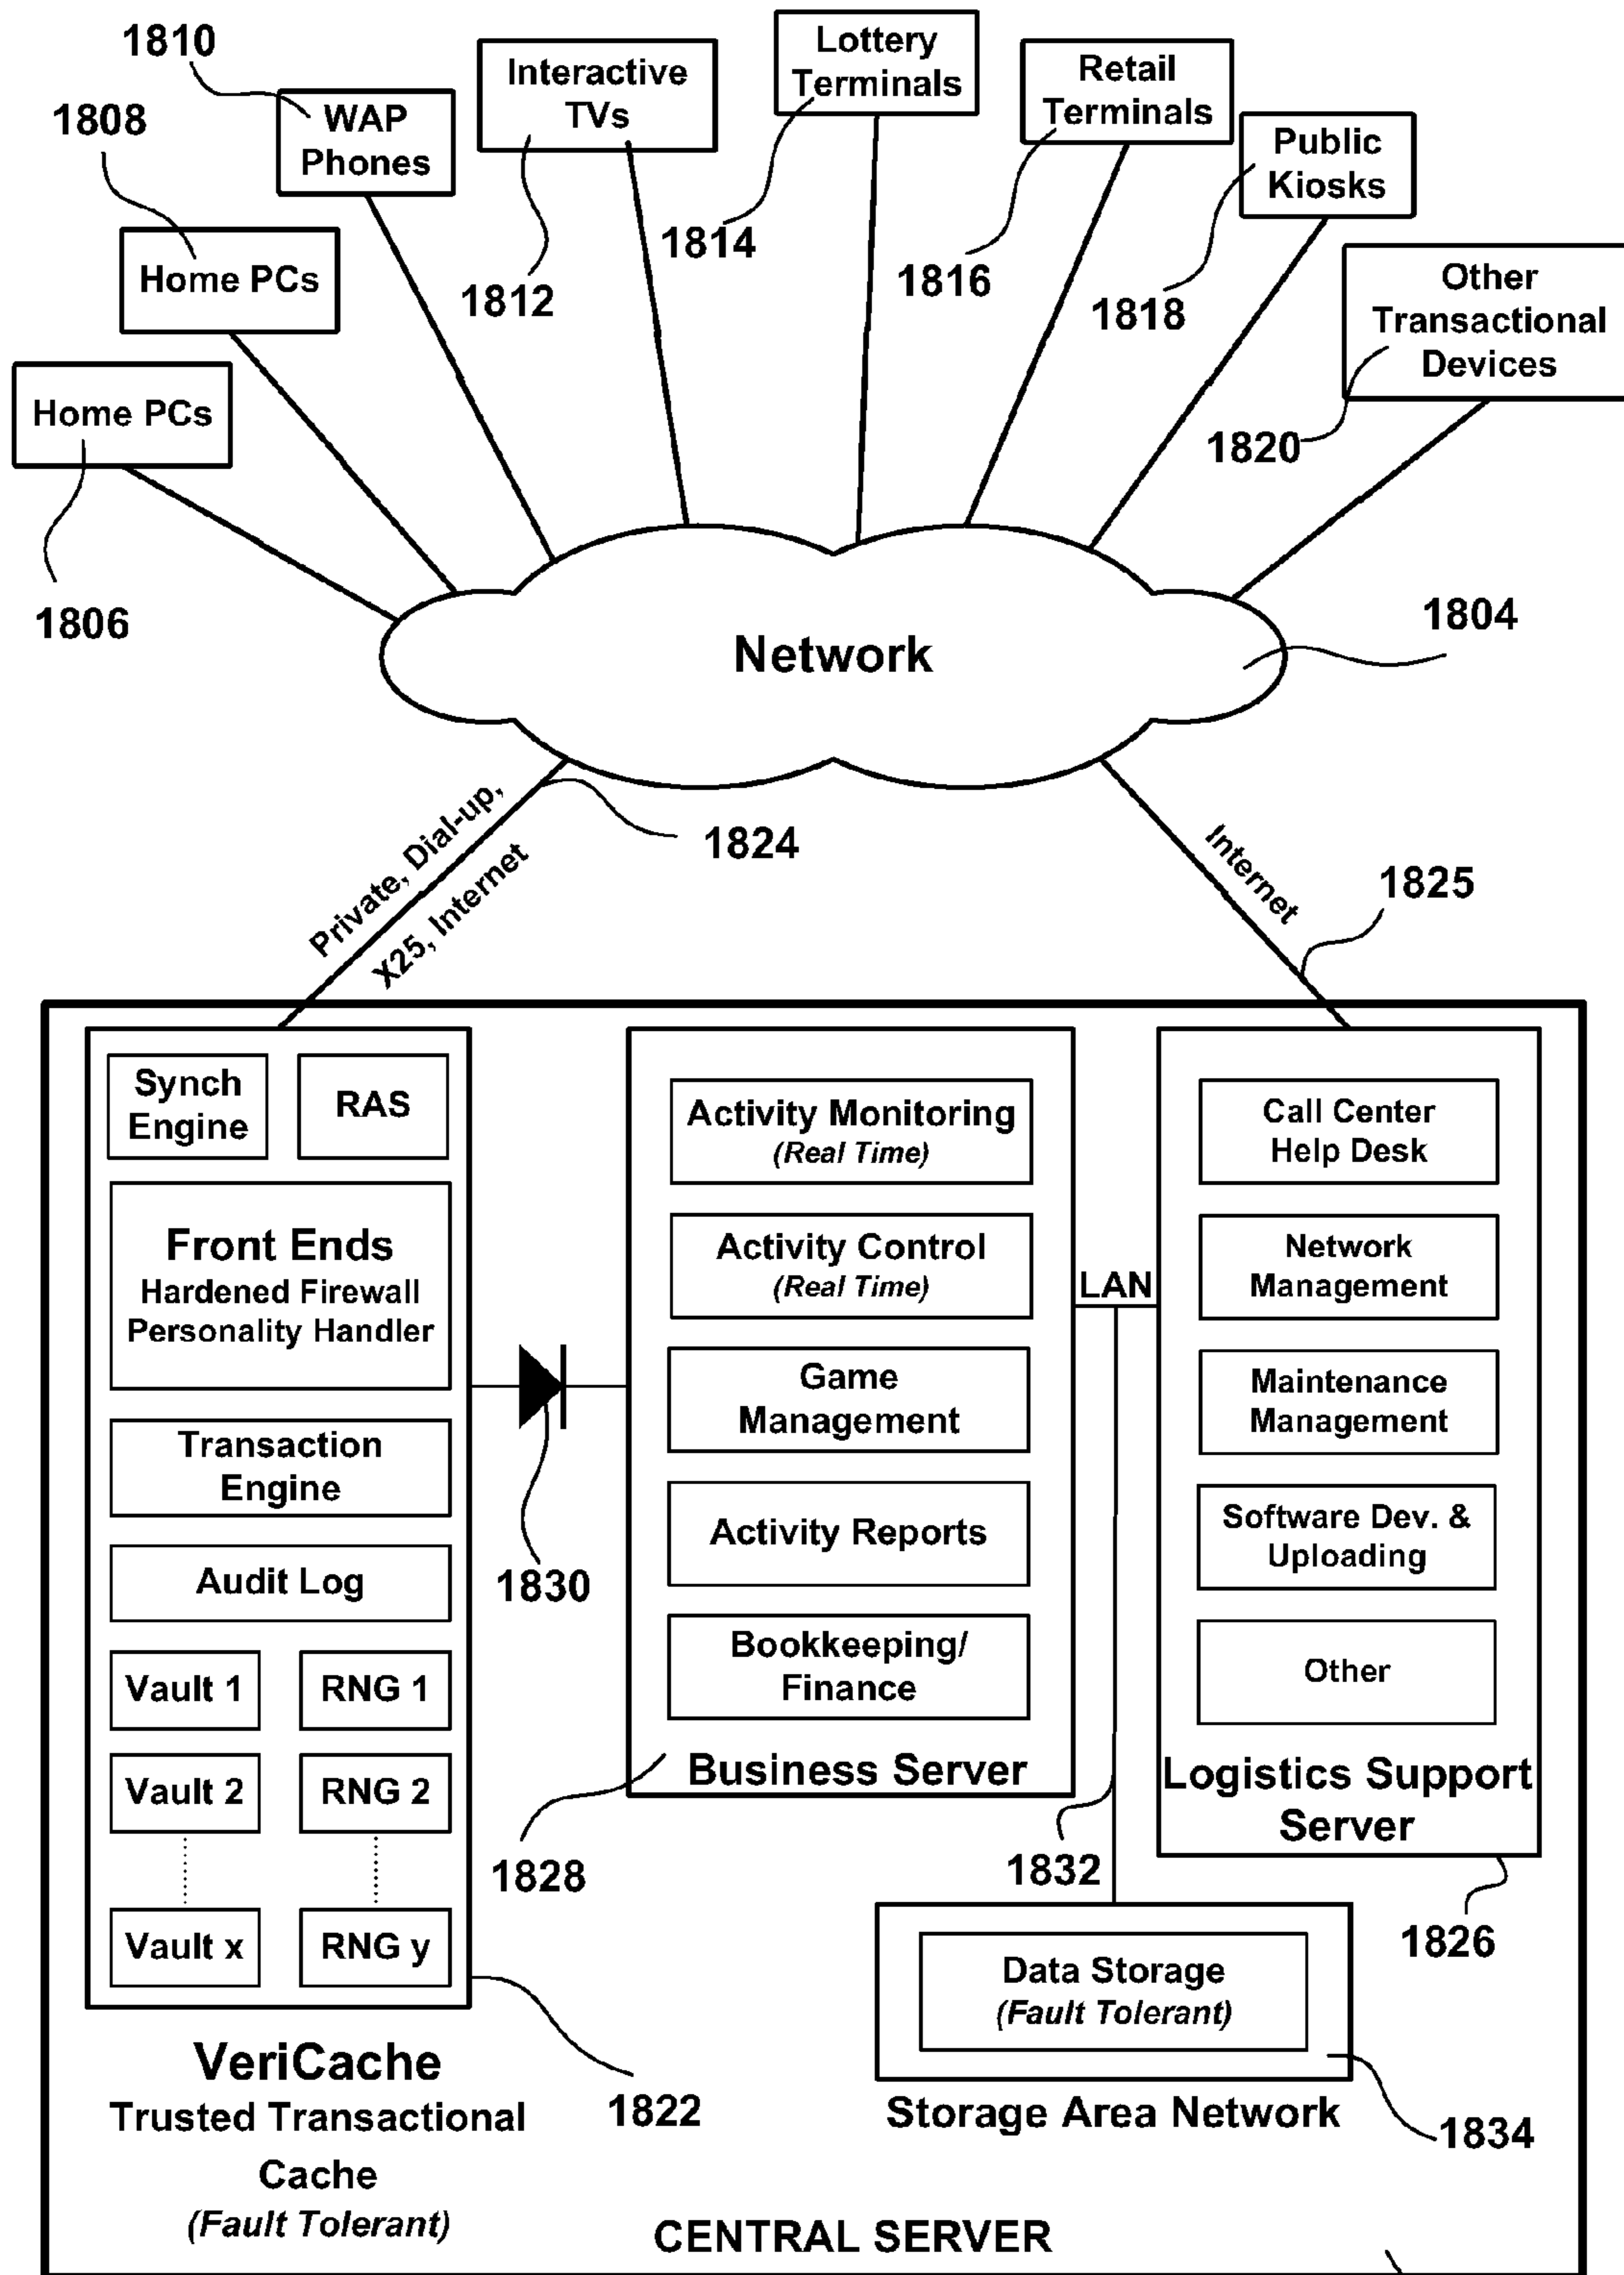 1810
WAP
Phones
Interactive
TVs
Lottery
Terminals
Retail
Terminals
Public
Kiosks
1808
Home PCs
1812
1814
1816
1818
Other
Transactional
Devices
1820
Home PCs
1806
Network
1804
Private, Dial-up,
X25, Internet
1824
Internet
1825
Synch
Engine
RAS
Front Ends
Hardened Firewall
Personality Handler
Transaction
Engine
Audit Log
Vault 1
RNG 1
Vault 2
RNG 2
Vault x
RNG y
VeriCache
Trusted Transactional
Cache
(Fault Tolerant)
1822
1830
Activity Monitoring
(Real Time)
Activity Control
(Real Time)
Game
Management
Activity Reports
Bookkeeping/
Finance
Business Server
1828
LAN
1832
Call Center
Help Desk
Network
Management
Maintenance
Management
Software Dev. &
Uploading
Other
Logistics Support
Server
1826
Data Storage
(Fault Tolerant)
Storage Area Network
1834
CENTRAL SERVER